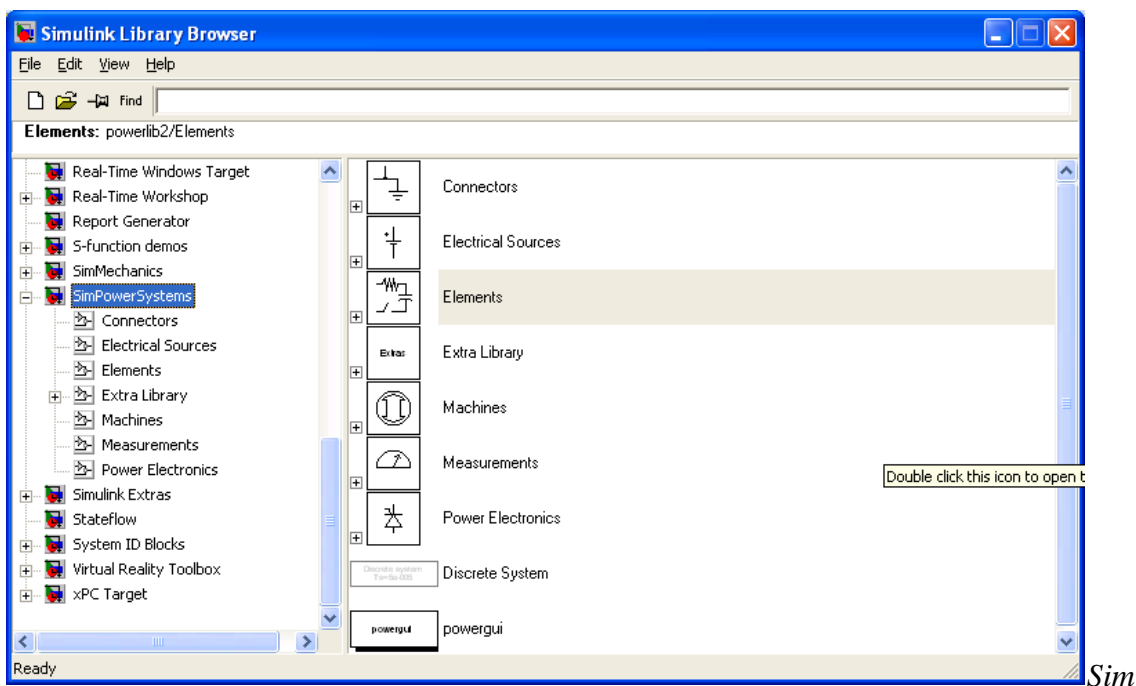 Simulink Library Browser
File Edit View Help
Find
Elements: powerlib2/Elements
Real-Time Windows Target
Real-Time Workshop
Report Generator
S-function demos
SimMechanics
SimPowerSystems
Connectors
Electrical Sources
Elements
Extra Library
Machines
Measurements
Power Electronics
Simulink Extras
Stateflow
System ID Blocks
Virtual Reality Toolbox
xPC Target
Connectors
Electrical Sources
Elements
Extras
Extra Library
Machines
Measurements
Double click this icon to open t
Power Electronics
Discrete system
Discrete System
powergui
powergui
Ready
Sim